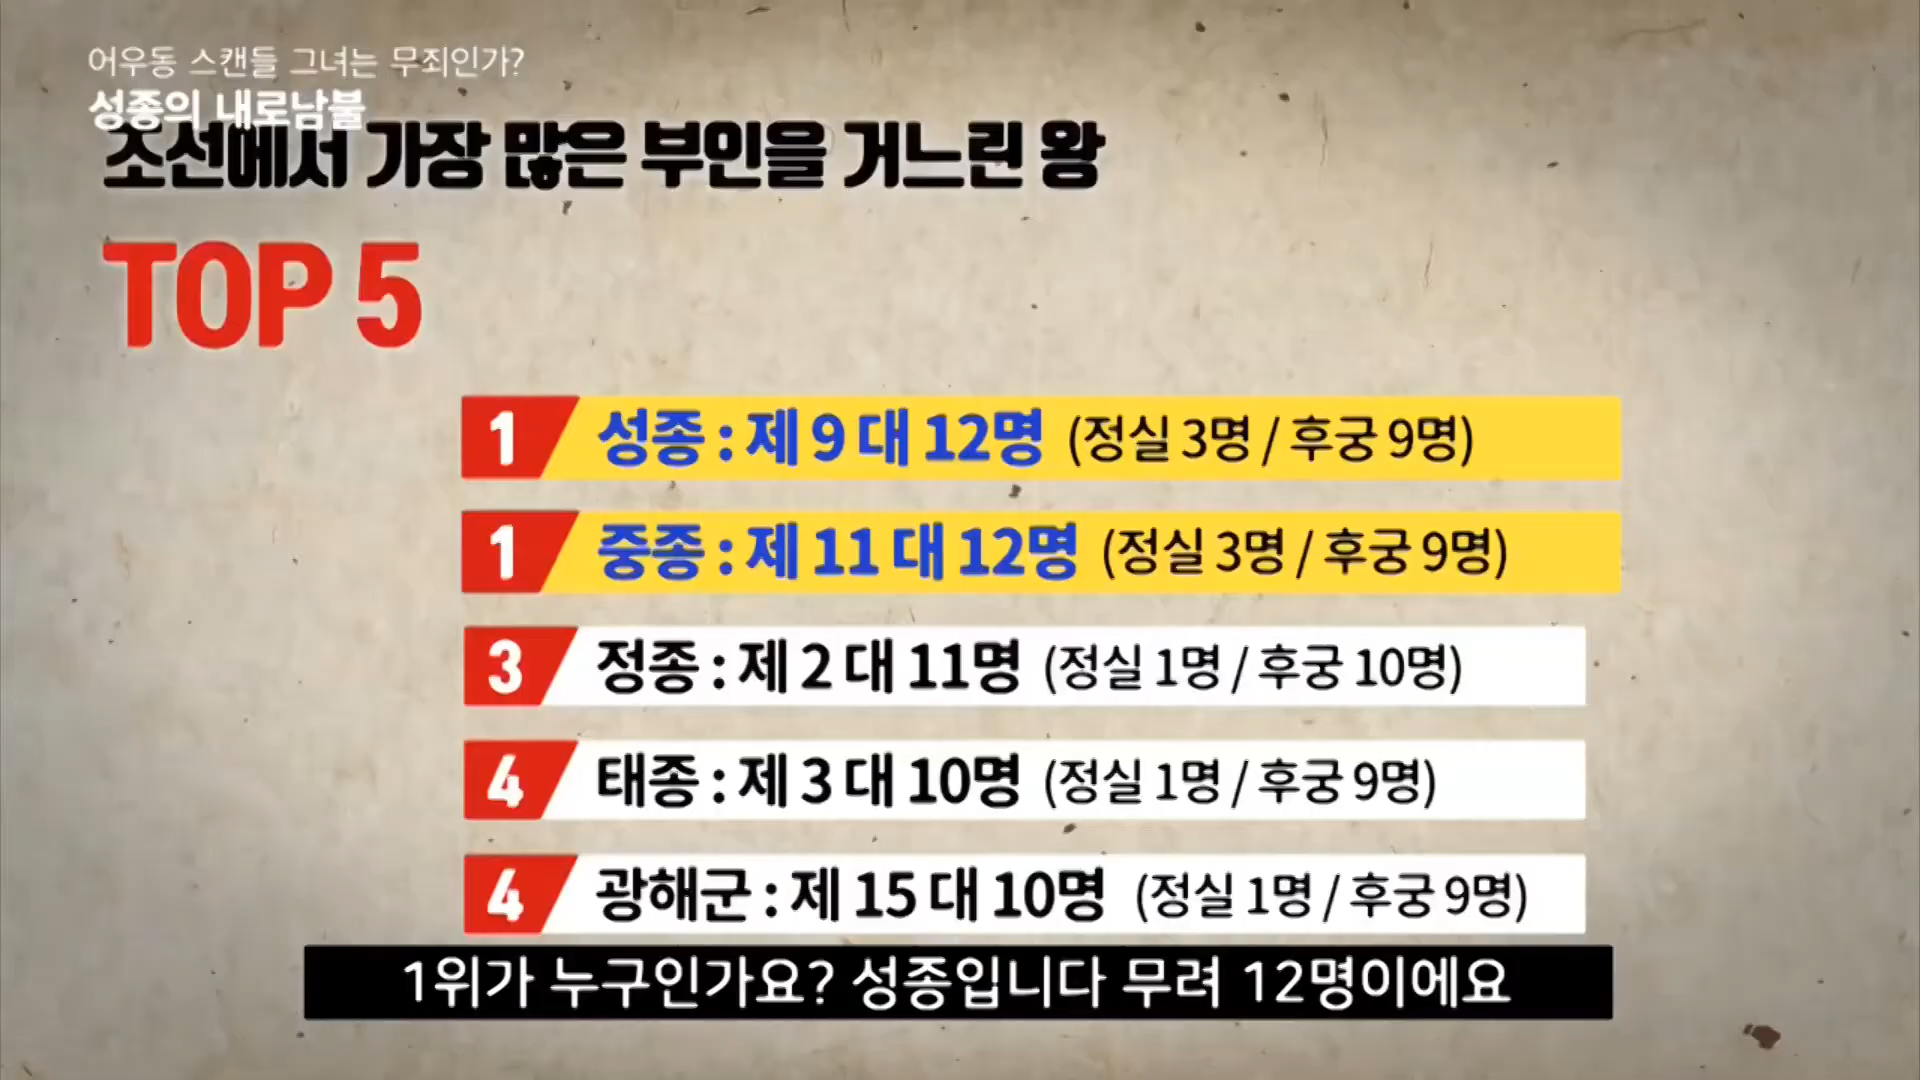 어우동 스캔들 그녀는 무죄인가?
성종의 내로남불
조선에서 가장 많은 부인을 거느린 왕
TOP 5
1 성종 : 제 9 대 12명 (정실 3명 / 후궁 9명)
1 중종 : 제 11 대 12명 (정실 3명 / 후궁 9명)
3 정종 : 제 2 대 11명 (정실 1명 / 후궁 10명)
4 태종 : 제 3 대 10명 (정실 1명 / 후궁 9명)
4 광해군 : 제 15 대 10명 (정실 1명 / 후궁 9명)
1위가 누구인가요? 성종입니다 무려 12명이에요